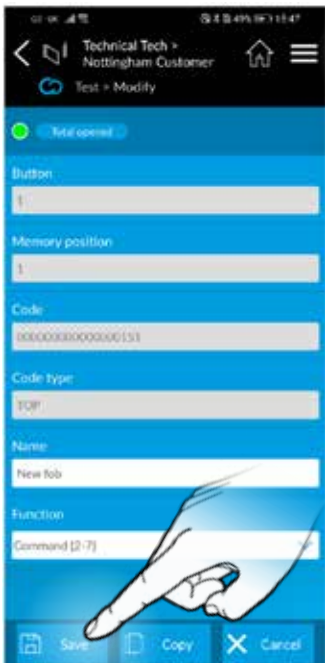 Technical Tech >
Nottingham Customer
Test > Modify
Total opened
Button
1
Memory position
1
Code
Code type
TOP
Name
New fob
Function
Command [2-7]
Save
Copy
Cancel